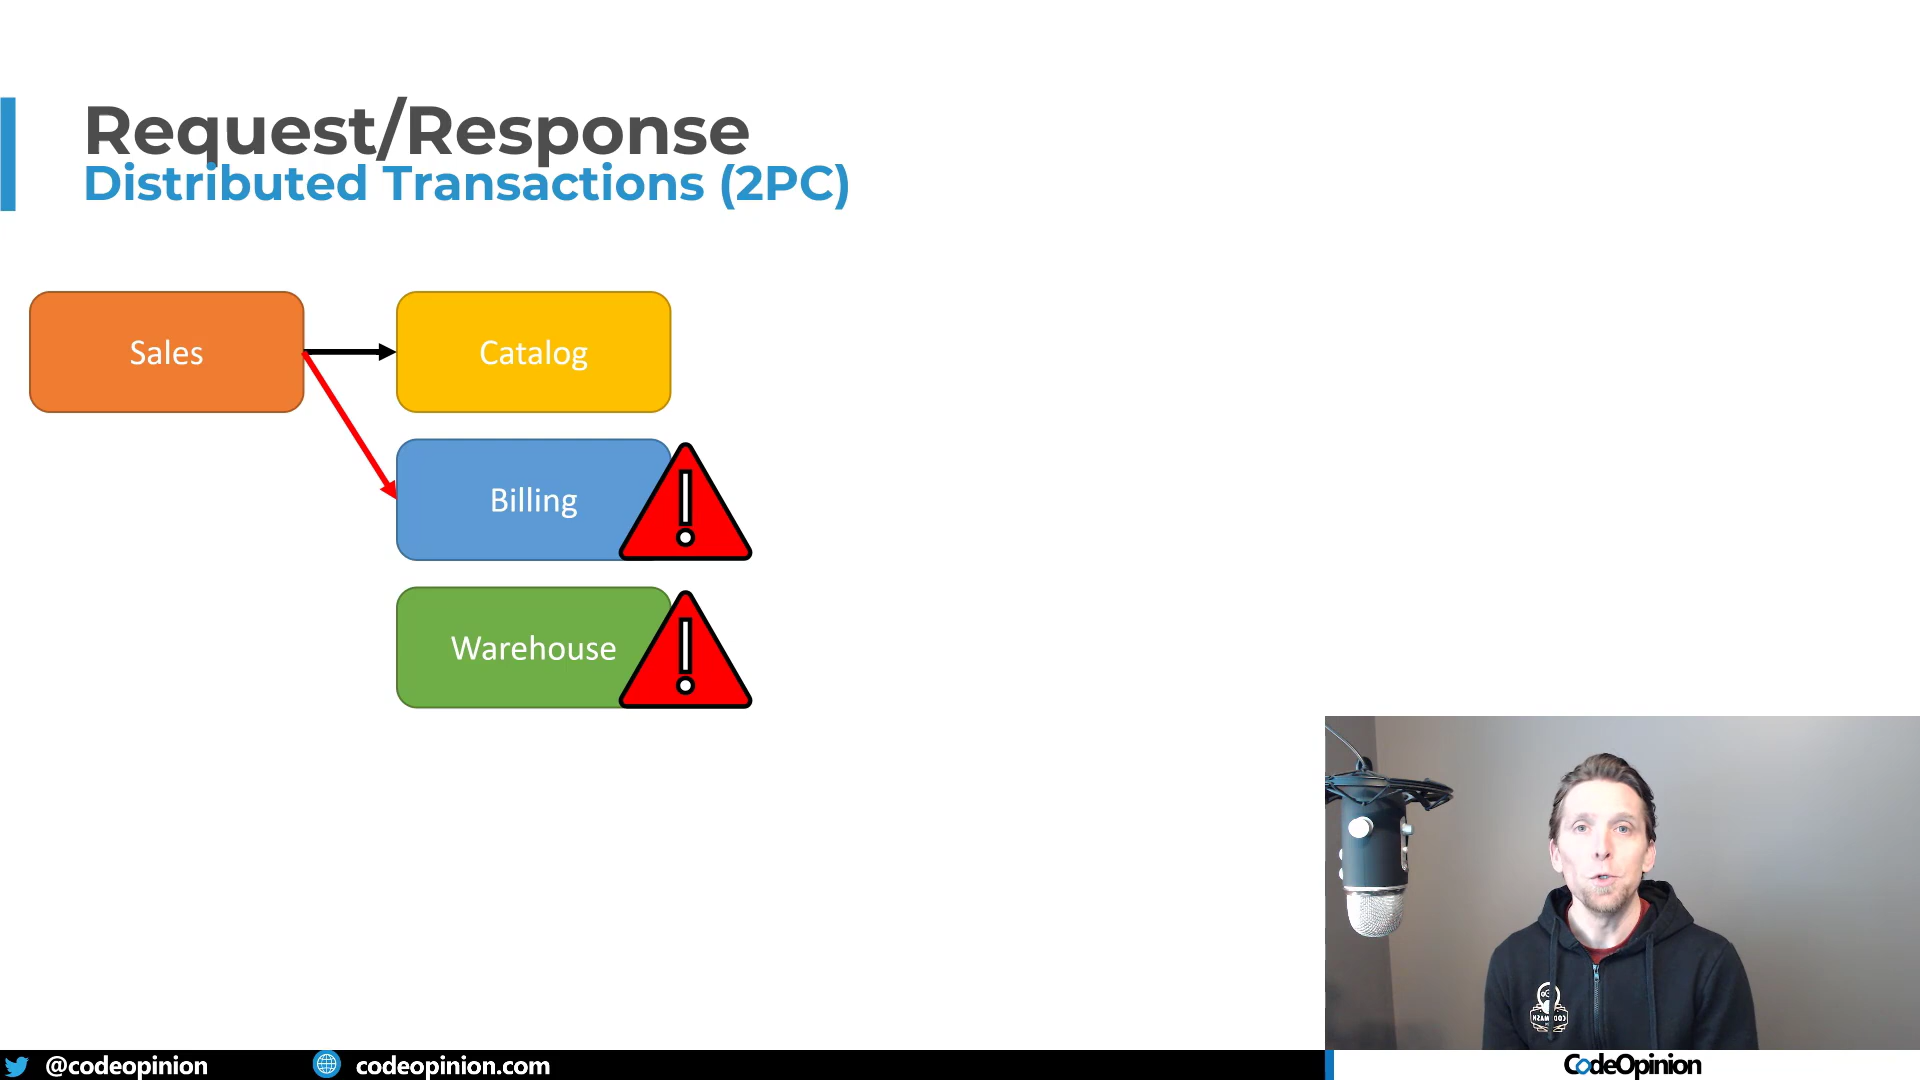 Request/Response
Distributed Transactions (2PC)
Sales
Catalog
Billing
Warehouse
@codeopinion
codeopinion.com
CodeOpinion